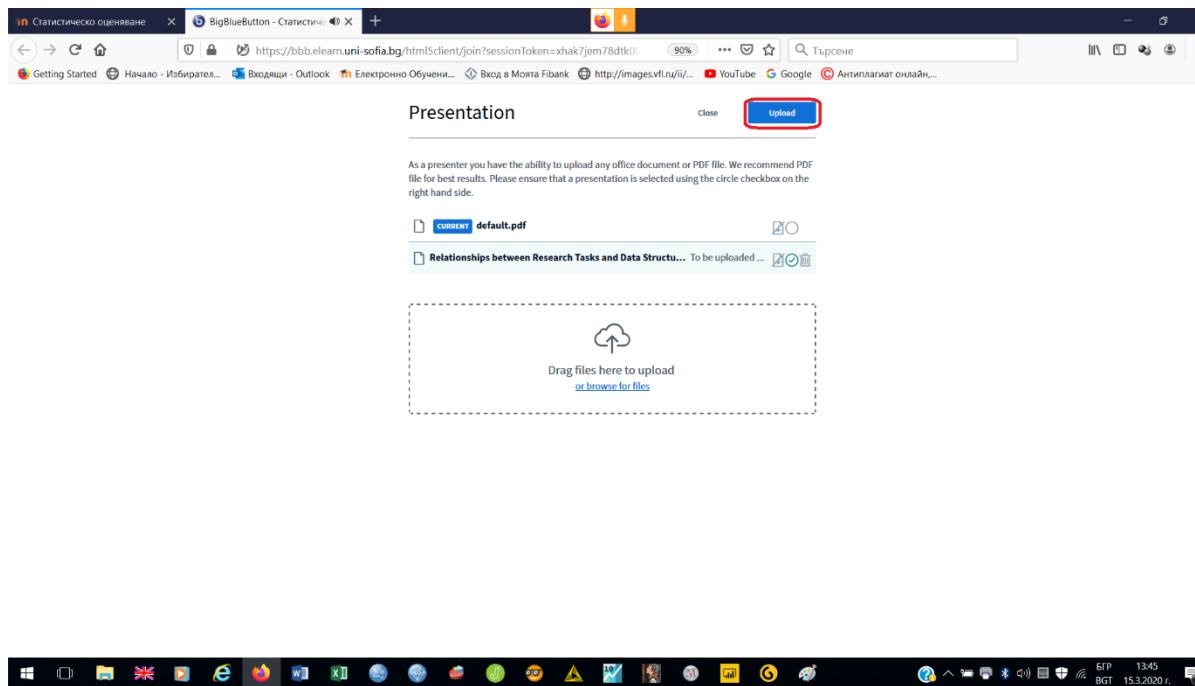 Статистическо оценяване
BigBlueButton - Статистиче
https://bbb.elearn.uni-sofia.bg/html5client/join?sessionToken=xhak7jem78dtk0
90%
Търсене
Getting Started
Начало - Избирател...
Входящи - Outlook
Електронно Обучени...
Вход в Моята Fibank
http://images.vfl.ru/ii/...
YouTube
Google
Антиплагиат онлайн,...
Presentation
Close
Upload
As a presenter you have the ability to upload any office document or PDF file. We recommend PDF
file for best results. Please ensure that a presentation is selected using the circle checkbox on the
right hand side.
CURRENT default.pdf
Relationships between Research Tasks and Data Structu... To be uploaded ...
Drag files here to upload
or browse for files
БГР 13:45
BGT 15.3.2020 г.